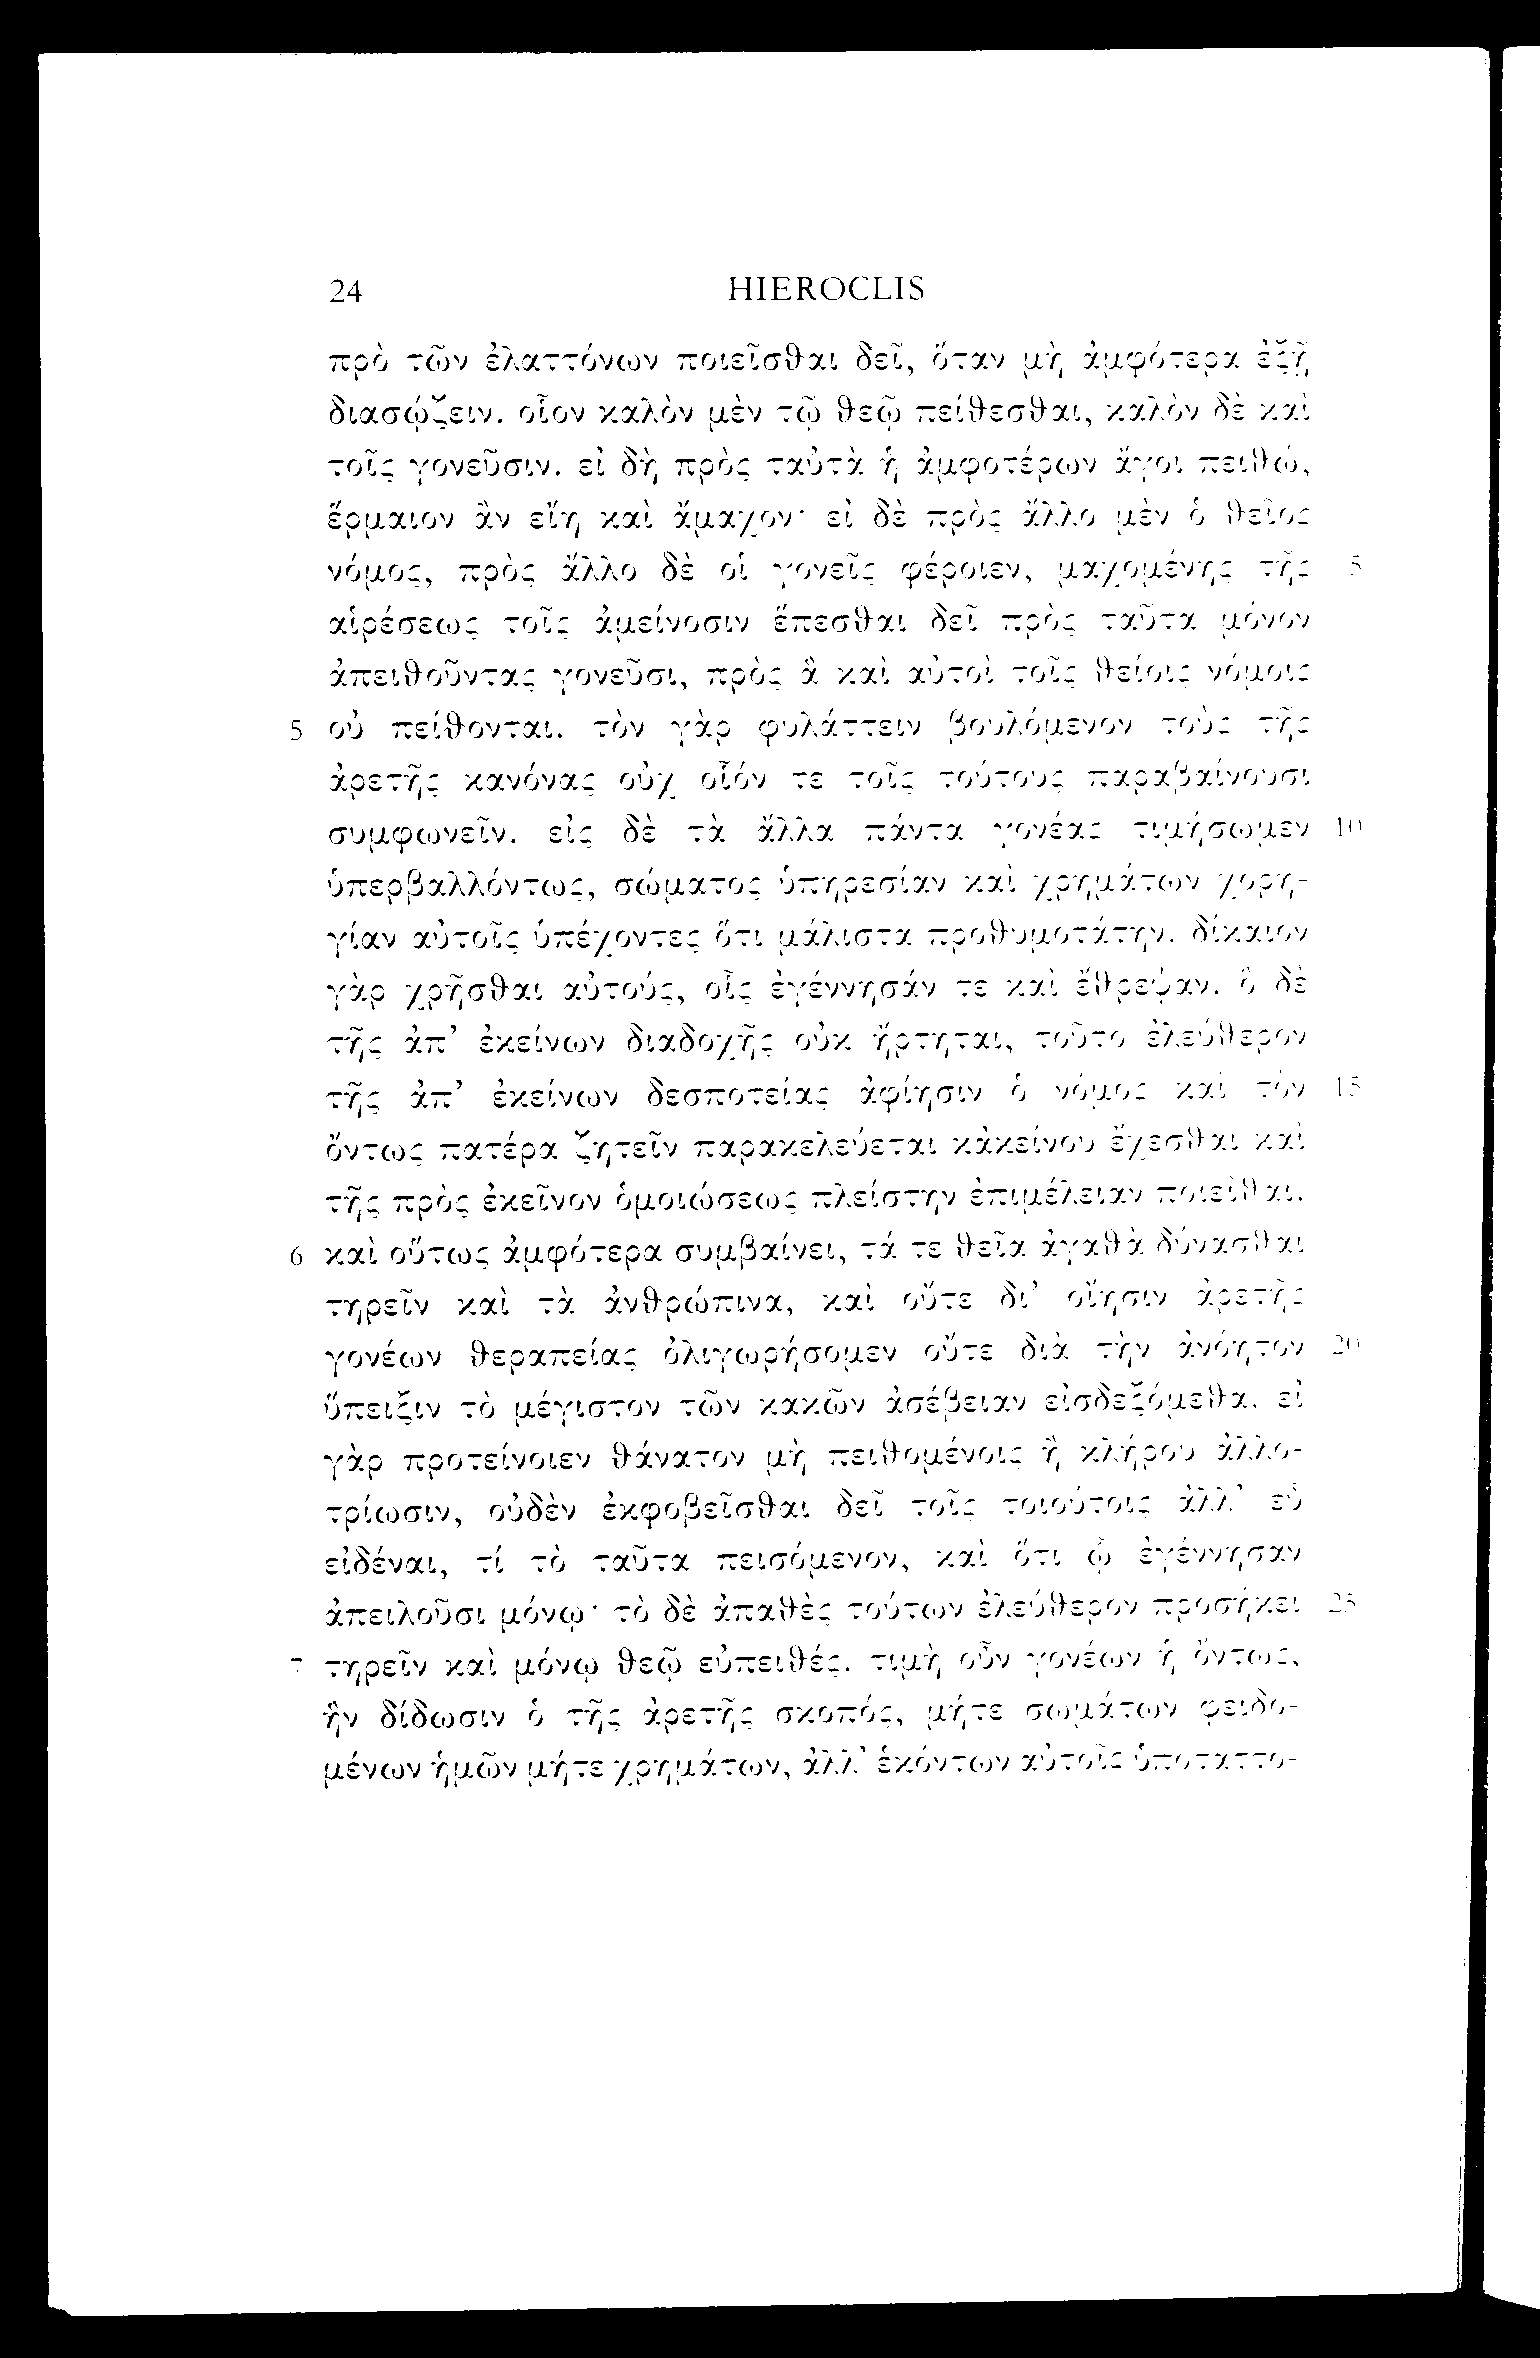 24 HIEROCLIS
πρὸ τῶν ἐλαττόνων ποιεῖσθαι δεῖ, ὅταν μὴ ἀμφότερα ἐξῇ
διασῴζειν. οἷον καλὸν μὲν τῷ θεῷ πείθεσθαι, καλὸν δὲ καὶ
τοῖς γονεῦσιν. εἰ δὴ πρὸς ταὐτὰ ἡ ἀμφοτέρων ἄγοι πειθώ,
ἕρμαιον ἂν εἴη καὶ ἄμαχον· εἰ δὲ πρὸς ἄλλο μὲν ὁ θεῖος
νόμος, πρὸς ἄλλο δὲ οἱ γονεῖς φέροιεν, μαχομένης τῆς 5
αἱρέσεως τοῖς ἀμείνοσιν ἕπεσθαι δεῖ πρὸς ταῦτα μόνον
ἀπειθοῦντας γονεῦσι, πρὸς ἃ καὶ αὐτοὶ τοῖς θείοις νόμοις
5 οὐ πείθονται. τὸν γὰρ φυλάττειν βουλόμενον τοὺς τῆς
ἀρετῆς κανόνας οὐχ οἷόν τε τοῖς τούτους παραβαίνουσι
συμφωνεῖν. εἰς δὲ τὰ ἄλλα πάντα γονέας τιμήσωμεν 10
ὑπερβαλλόντως, σώματος ὑπηρεσίαν καὶ χρημάτων χορη-
γίαν αὐτοῖς ὑπέχοντες ὅτι μάλιστα προθυμοτάτην. δίκαιον
γὰρ χρῆσθαι αὐτούς, οἷς ἐγέννησάν τε καὶ ἔθρεψαν. ὃ δὲ
τῆς ἀπ’ ἐκείνων διαδοχῆς οὐκ ἤρτηται, τοῦτο ἐλεύθερον
τῆς ἀπ’ ἐκείνων δεσποτείας ἀφίησιν ὁ νόμος καὶ τὸν 15
ὄντως πατέρα ζητεῖν παρακελεύεται κἀκείνου ἔχεσθαι καὶ
τῆς πρὸς ἐκεῖνον ὁμοιώσεως πλείστην ἐπιμέλειαν ποιεῖθαι.
6 καὶ οὕτως ἀμφότερα συμβαίνει, τά τε θεῖα ἀγαθὰ δύνασθαι
τηρεῖν καὶ τὰ ἀνθρώπινα, καὶ οὔτε δι’ οἴησιν ἀρετῆς
γονέων θεραπείας ὀλιγωρήσομεν οὔτε διὰ τὴν ἀνόητον 20
ὕπειξιν τὸ μέγιστον τῶν κακῶν ἀσέβειαν εἰσδεξόμεθα. εἰ
γὰρ προτείνοιεν θάνατον μὴ πειθομένοις ἢ κλήρου ἀλλο-
τρίωσιν, οὐδὲν ἐκφοβεῖσθαι δεῖ τοῖς τοιούτοις ἀλλ’ εὖ
εἰδέναι, τί τὸ ταῦτα πεισόμενον, καὶ ὅτι ᾧ ἐγέννησαν
ἀπειλοῦσι μόνῳ· τὸ δὲ ἀπαθὲς τούτων ἐλεύθερον προσήκει 25
7 τηρεῖν καὶ μόνῳ θεῷ εὐπειθές. τιμὴ οὖν γονέων ἡ ὄντως,
ἣν δίδωσιν ὁ τῆς ἀρετῆς σκοπός, μήτε σωμάτων φειδο-
μένων ἡμῶν μήτε χρημάτων, ἀλλ’ ἑκόντων αὐτοῖς ὑποταττο-